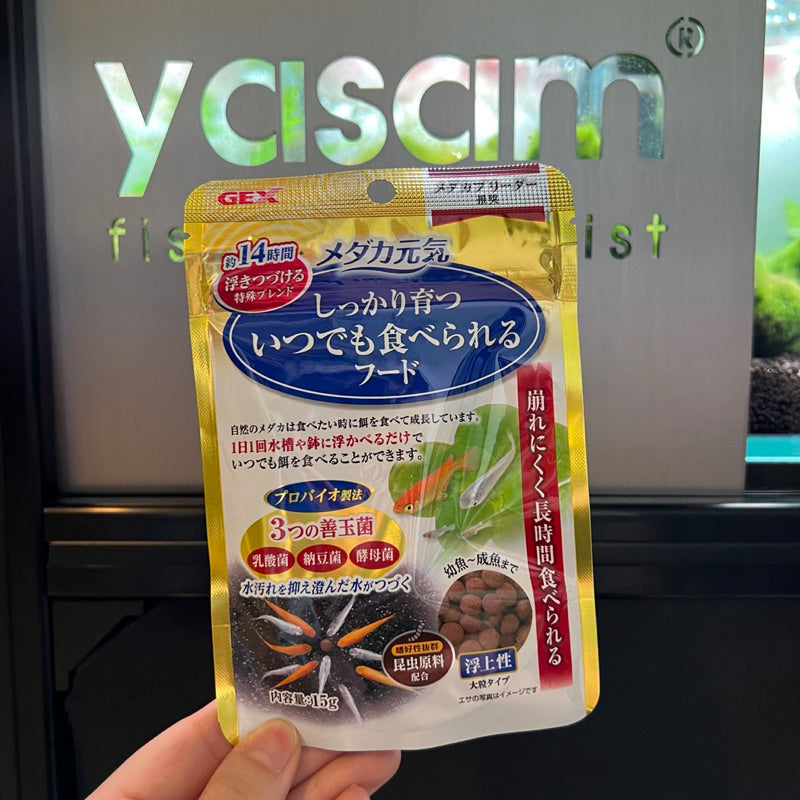 yasam
R
fis
ist
GEX
メダカブリーダー
推奨
約14時間
浮きつづける
特殊ブレンド
メダカ元気
しっかり育つ
いつでも食べられる
フード
自然のメダカは食べたい時に餌を食べて成長しています。
1日1回水槽や鉢に浮かべるだけで
いつでも餌を食べることができます。
崩れにくく長時間食べられる
プロバイオ製法
3つの善玉菌
乳酸菌 納豆菌 酵母菌
水汚れを抑え澄んだ水がつづく
幼魚~成魚まで
嗜好性抜群
昆虫原料
配合
浮上性
大粒タイプ
エサの写真はイメージです
内容量:15g